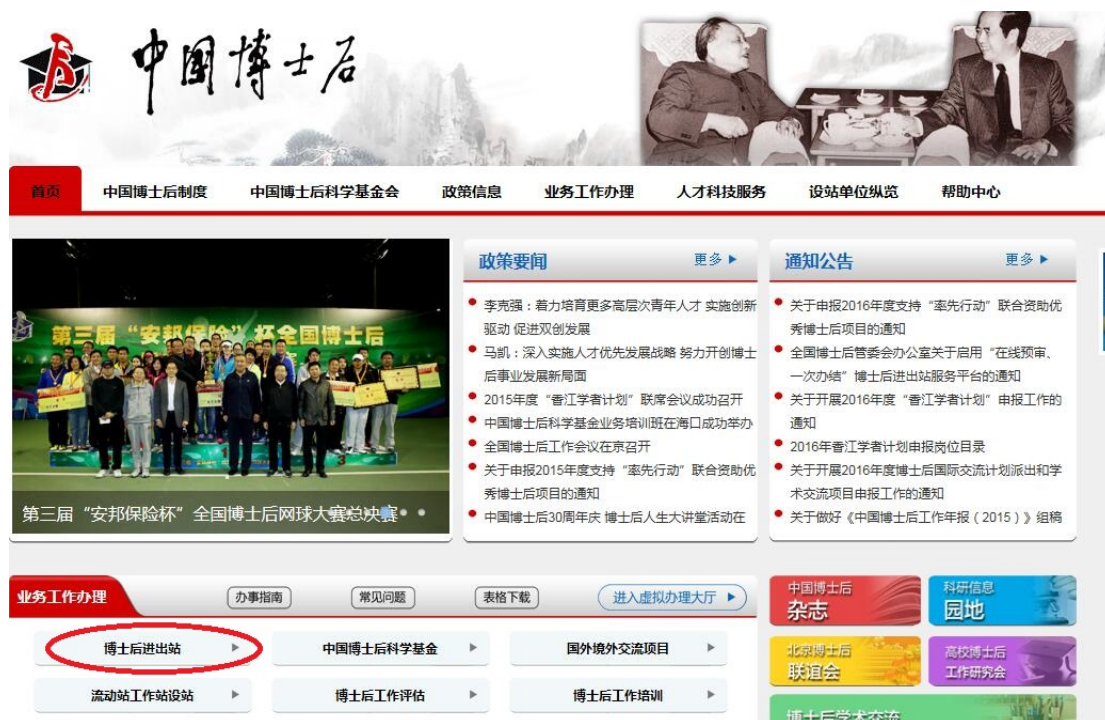 中国博士后
首页 中国博士后制度 中国博士后科学基金会 政策信息 业务工作办理 人才科技服务 设站单位纵览 帮助中心
第三届“安邦保险”杯全国博士后
第三届“安邦保险杯”全国博士后网球大赛总决赛
政策要闻 更多
李克强：着力培育更多高层次青年人才 实施创新
驱动 促进双创发展
马凯：深入实施人才优先发展战略 努力开创博士
后事业发展新局面
2015年度“香江学者计划”联席会议成功召开
中国博士后科学基金业务培训班在海口成功举办
全国博士后工作会议在京召开
关于申报2015年度支持“率先行动”联合资助优
秀博士后项目的通知
中国博士后30周年庆 博士后人生大讲堂活动在
通知公告 更多
关于申报2016年度支持“率先行动”联合资助优
秀博士后项目的通知
全国博士后管委会办公室关于启用“在线预审、
一次办结”博士后进出站服务平台的通知
关于开展2016年度“香江学者计划”申报工作的
通知
2016年香江学者计划申报岗位目录
关于开展2016年度博士后国际交流计划派出和学
术交流项目申报工作的通知
关于做好《中国博士后工作年报（2015）》组稿
业务工作办理 办事指南 常见问题 表格下载 进入虚拟办理大厅
博士后进出站 中国博士后科学基金 国外境外交流项目
流动站工作站设站 博士后工作评估 博士后工作培训
中国博士后
杂志
科研信息
园地
北京博士后
联谊会
高校博士后
工作研究会
博士后学术交流